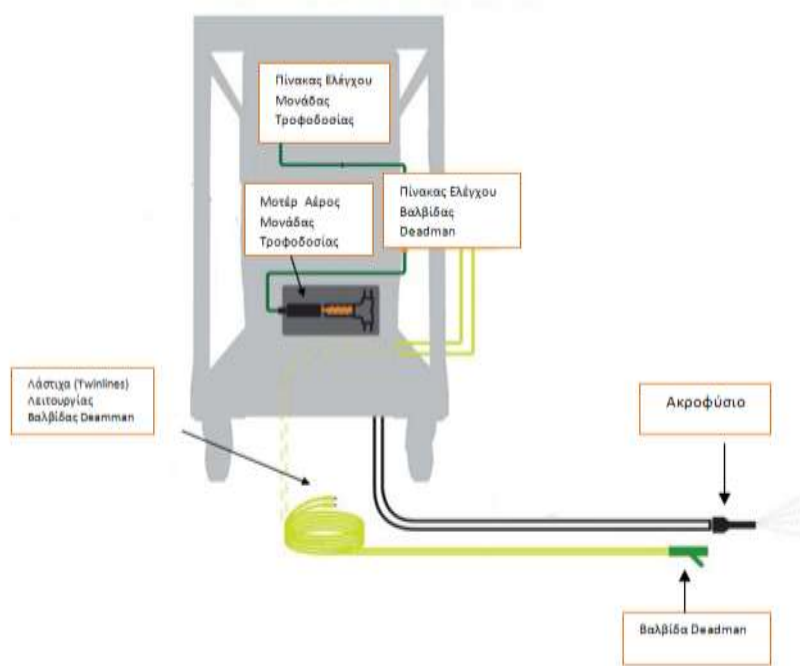 Πίνακας Ελέγχου
Μονάδας
Τροφοδοσίας
Πίνακας Ελέγχου
Βαλβίδας
Deadman
Μοτέρ Αέρος
Μονάδας
Τροφοδοσίας
Λάστιχα (Twinlines)
Λειτουργίας
Βαλβίδας Deamman
Ακροφύσιο
Βαλβίδα Deadman